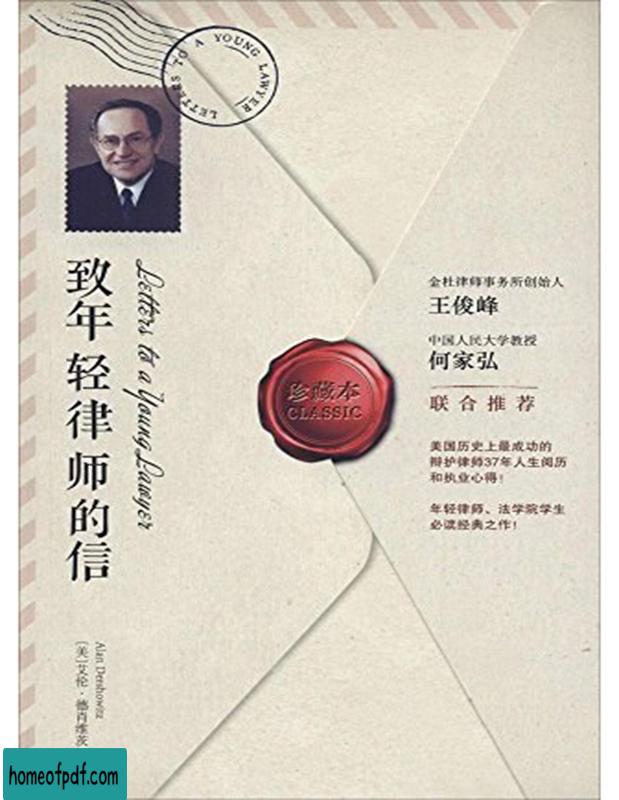 LETTERS TO A YOUNG LAWYER
致年轻律师的信
Letters to a Young Lawyer
金杜律师事务所创始人
王俊峰
中国人民大学教授
何家弘
联合推荐
珍藏本
CLASSIC
美国历史上最成功的
辩护律师37年人生阅历
和执业心得!
年轻律师、法学院学生
必读经典之作!
Alan Dershowitz
[美]艾伦·德肖维茨
homeofpdf.com